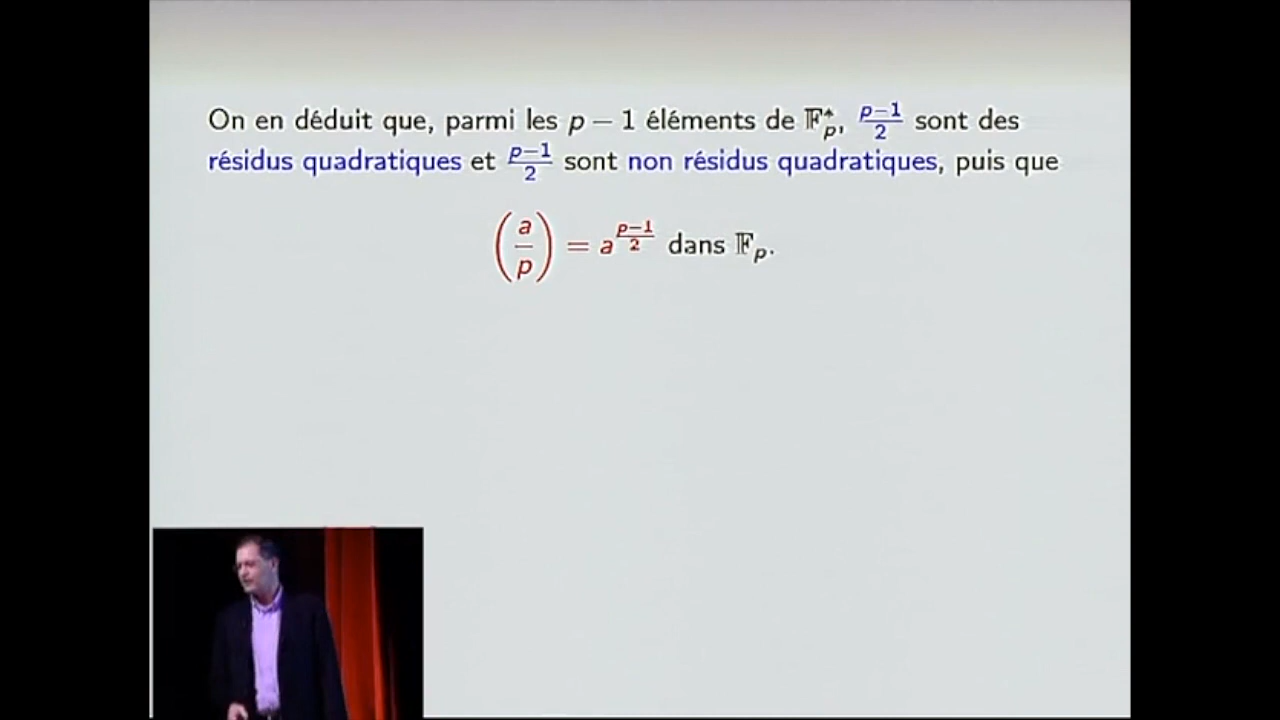 On en déduit que, parmi les p − 1 éléments de 𝔽*ₚ, (p−1)/2 sont des
résidus quadratiques et (p−1)/2 sont non résidus quadratiques, puis que
(a/p) = a^((p−1)/2) dans 𝔽ₚ.